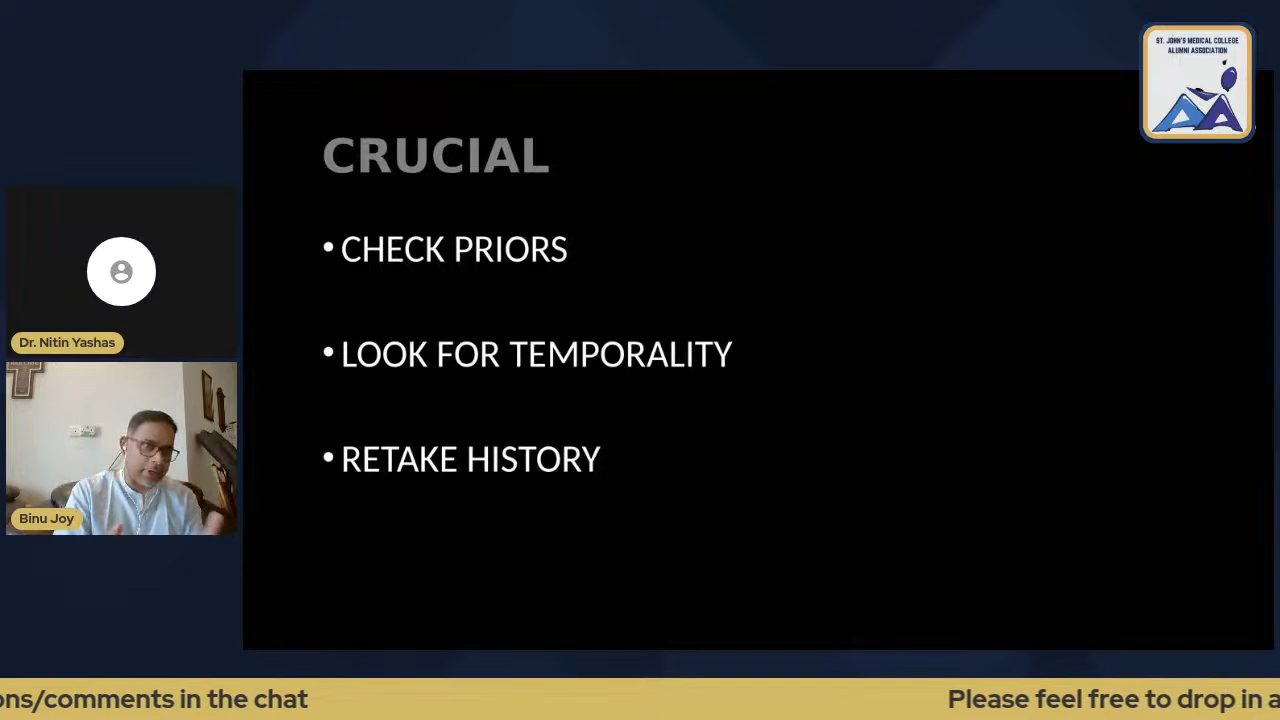 ST. JOHN'S MEDICAL COLLEGE
ALUMNI ASSOCIATION
CRUCIAL
• CHECK PRIORS
• LOOK FOR TEMPORALITY
• RETAKE HISTORY
Dr. Nitin Yashas
Binu Joy
ons/comments in the chat
Please feel free to drop in a